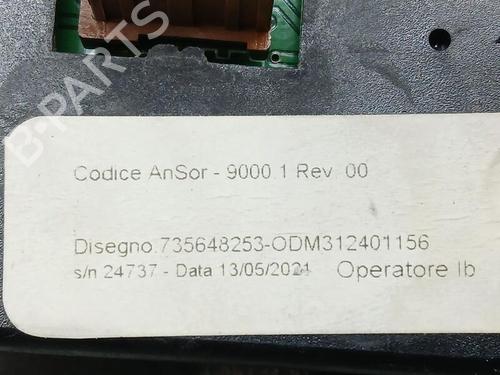 B-PARTS
Codice AnSor - 9000.1 Rev. 00
Disegno:735648253-ODM312401156
s/n 24737 - Data 13/05/2021 Operatore Ib